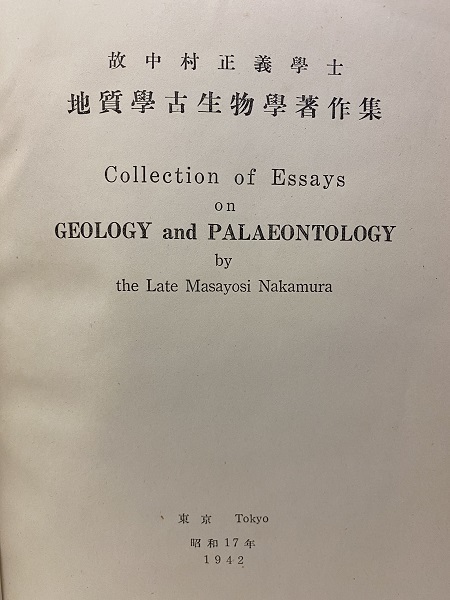 故中村正義學士
地質學古生物學著作集
Collection of Essays
on
GEOLOGY and PALAEONTOLOGY
by
the Late Masayosi Nakamura
東京 Tokyo
昭和17年
1942